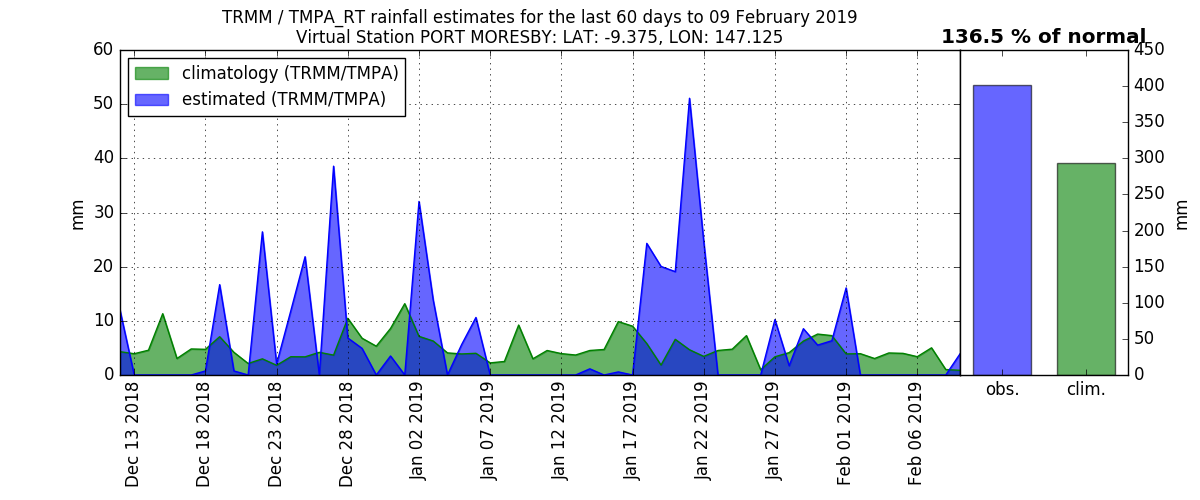 TRMM / TMPA_RT rainfall estimates for the last 60 days to 09 February 2019
Virtual Station PORT MORESBY: LAT: -9.375, LON: 147.125
136.5 % of normal
climatology (TRMM/TMPA)
estimated (TRMM/TMPA)
mm
60
50
40
30
20
10
0
Dec 13 2018
Dec 18 2018
Dec 23 2018
Dec 28 2018
Jan 02 2019
Jan 07 2019
Jan 12 2019
Jan 17 2019
Jan 22 2019
Jan 27 2019
Feb 01 2019
Feb 06 2019
obs.
clim.
450
400
350
300
250
200
150
100
50
0
mm